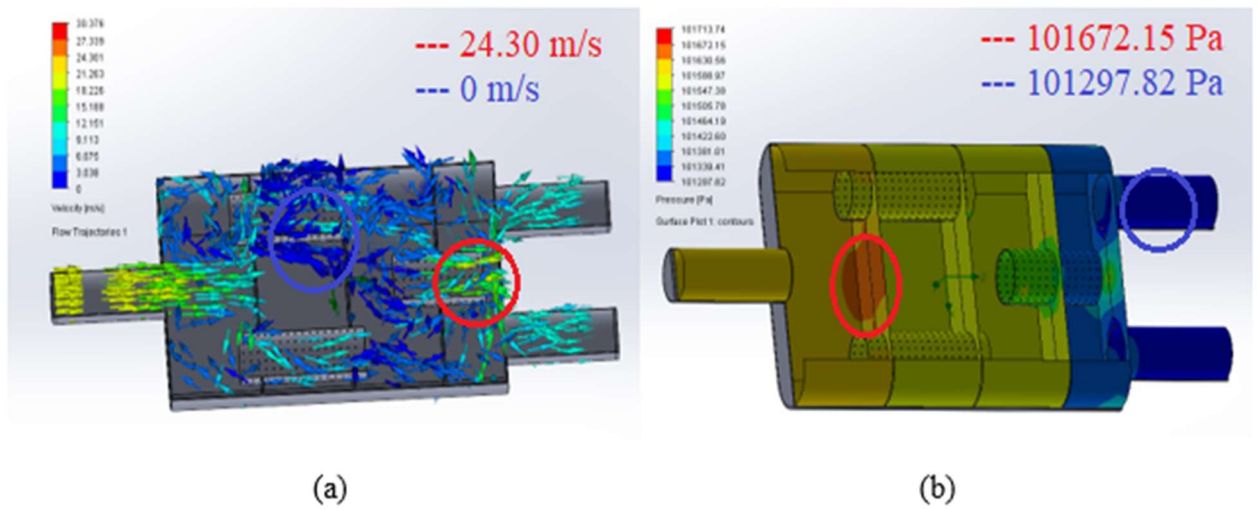 30.376
27.339
24.301
21.263
18.226
15.188
12.151
9.113
6.075
3.038
0
Velocity [m/s]
Flow Trajectories 1
--- 24.30 m/s
--- 0 m/s
101713.74
101672.15
101630.56
101588.97
101547.38
101505.79
101464.19
101422.60
101381.01
101339.41
101297.82
Pressure [Pa]
Surface Plot 1: contours
--- 101672.15 Pa
--- 101297.82 Pa
(a)
(b)